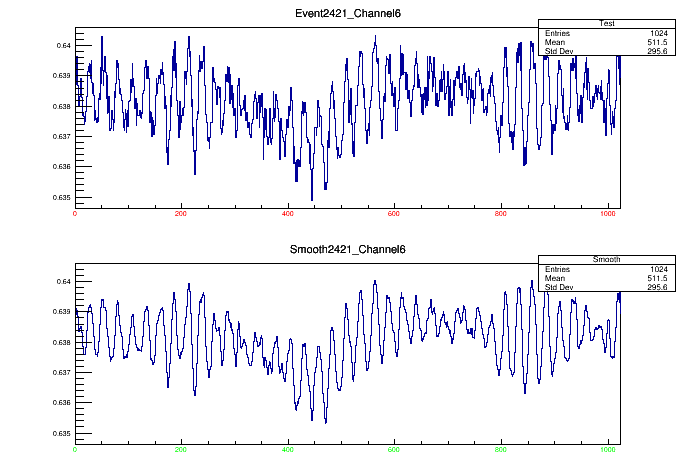 Event2421_Channel6
Test
Entries 1024
Mean 511.5
Std Dev 295.6
0.64
0.639
0.638
0.637
0.636
0.635
0 200 400 600 800 1000
Smooth2421_Channel6
Smooth
Entries 1024
Mean 511.5
Std Dev 295.6
0.64
0.639
0.638
0.637
0.636
0.635
0 200 400 600 800 1000